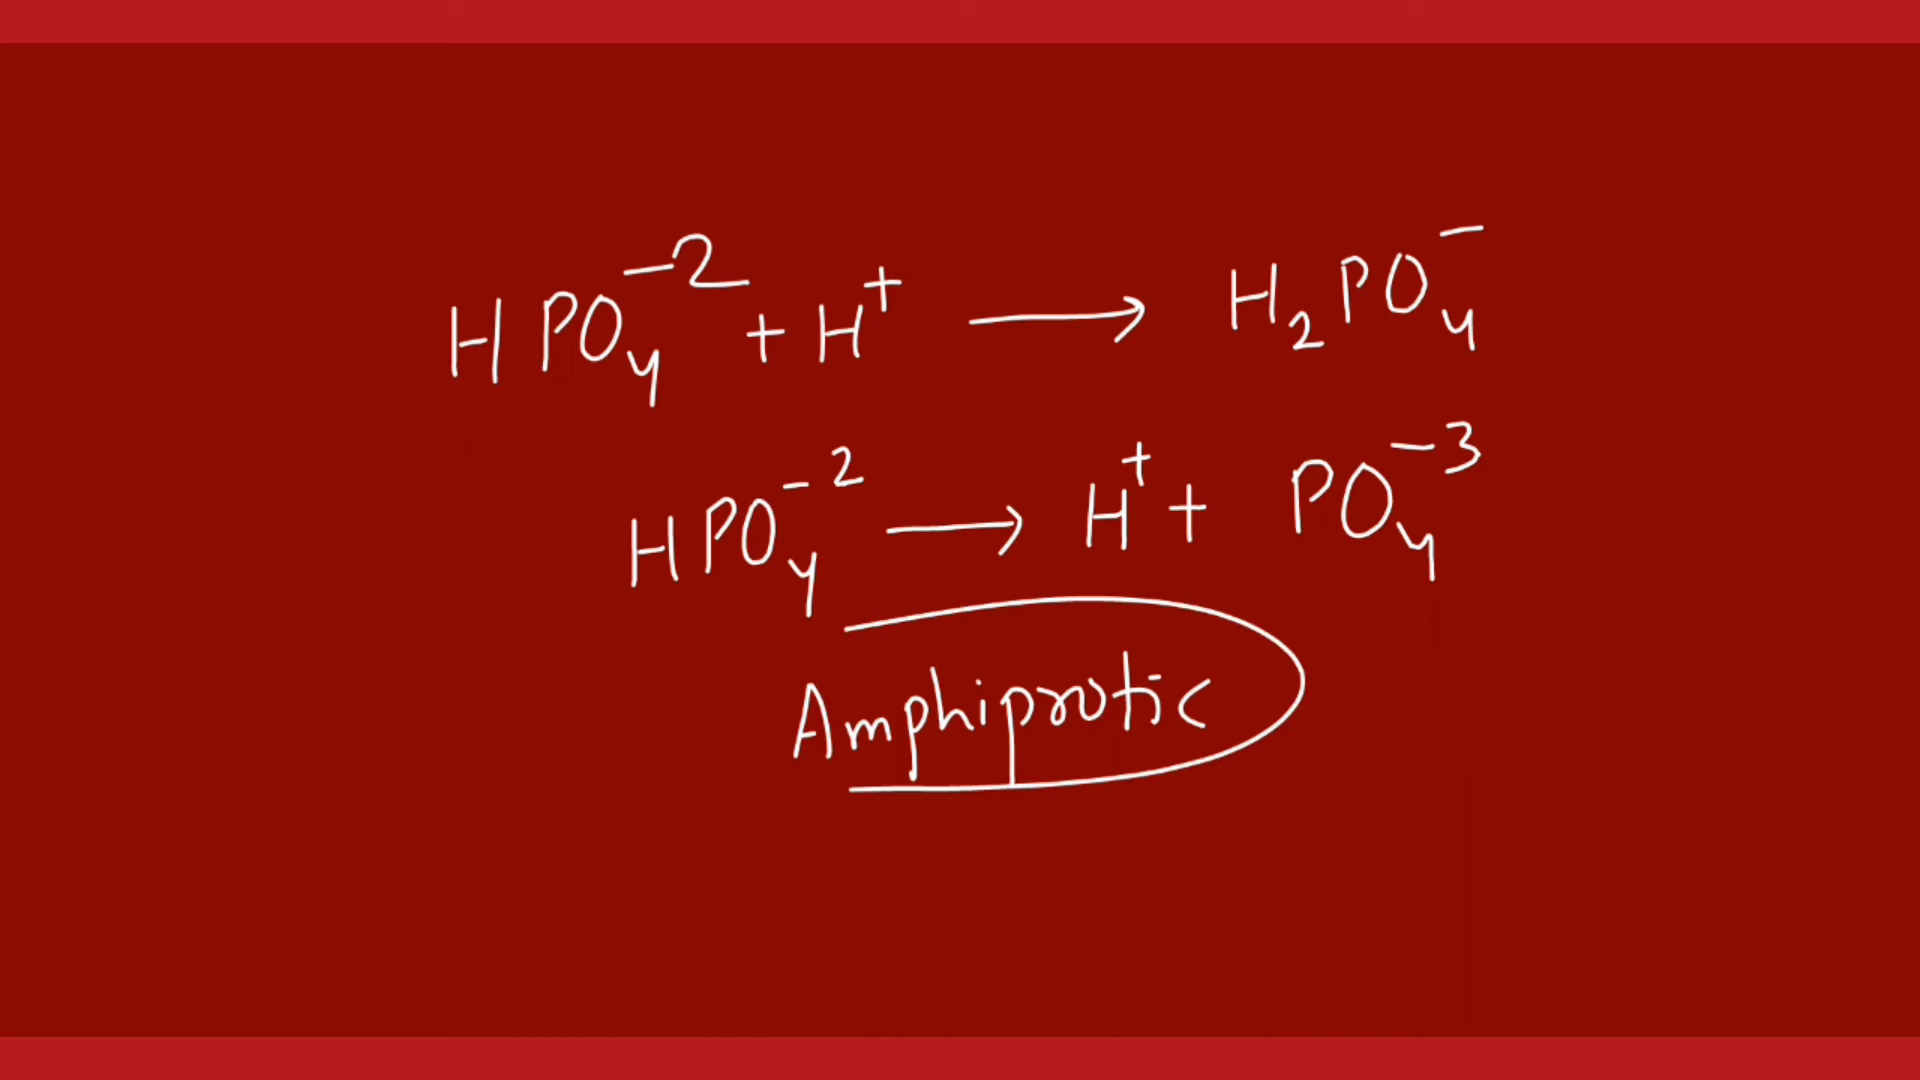 HPO₄⁻² + H⁺ ⟶ H₂PO₄⁻
HPO₄⁻² ⟶ H⁺ + PO₄⁻³
Amphiprotic